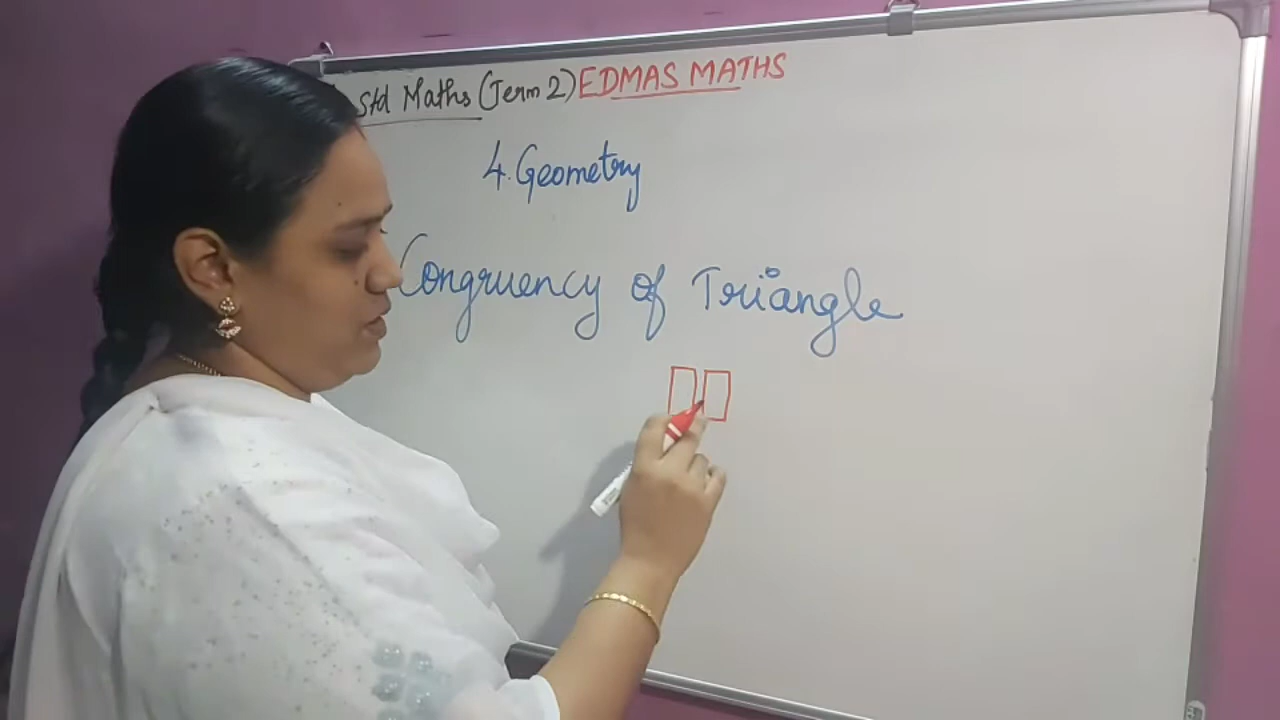 Std Maths (Term 2) EDMAS MATHS
4. Geometry
Congruency of Triangle